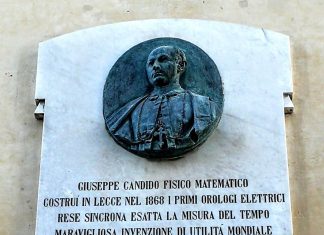 GIUSEPPE CANDIDO FISICO MATEMATICO
COSTRUÌ IN LECCE NEL 1868 I PRIMI OROLOGI ELETTRICI
RESE SINCRONA ESATTA LA MISURA DEL TEMPO
MARAVIGLIOSA INVENZIONE DI UTILITÀ MONDIALE